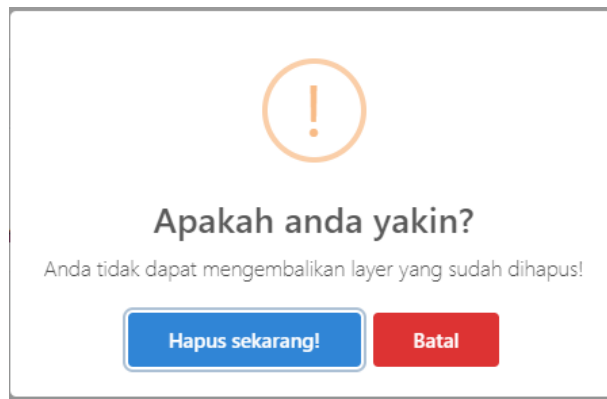 !
Apakah anda yakin?
Anda tidak dapat mengembalikan layer yang sudah dihapus!
Hapus sekarang!
Batal